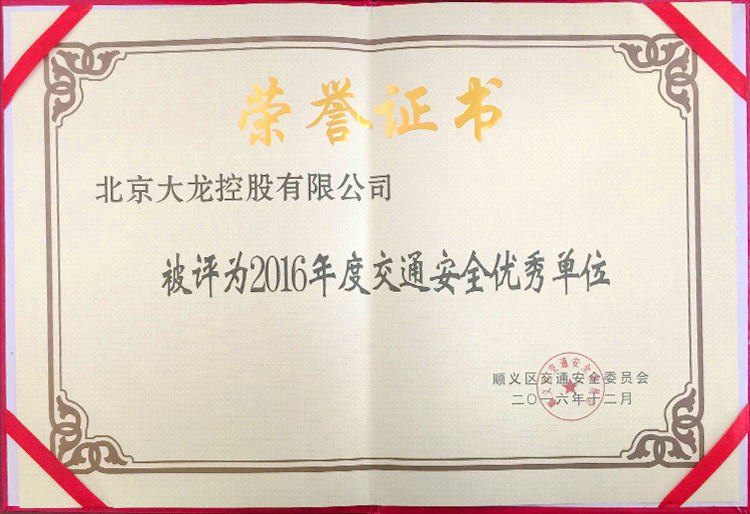 荣誉证书
北京大龙控股有限公司
被评为2016年度交通安全优秀单位
顺义区交通安全委员会
二〇一六年十二月